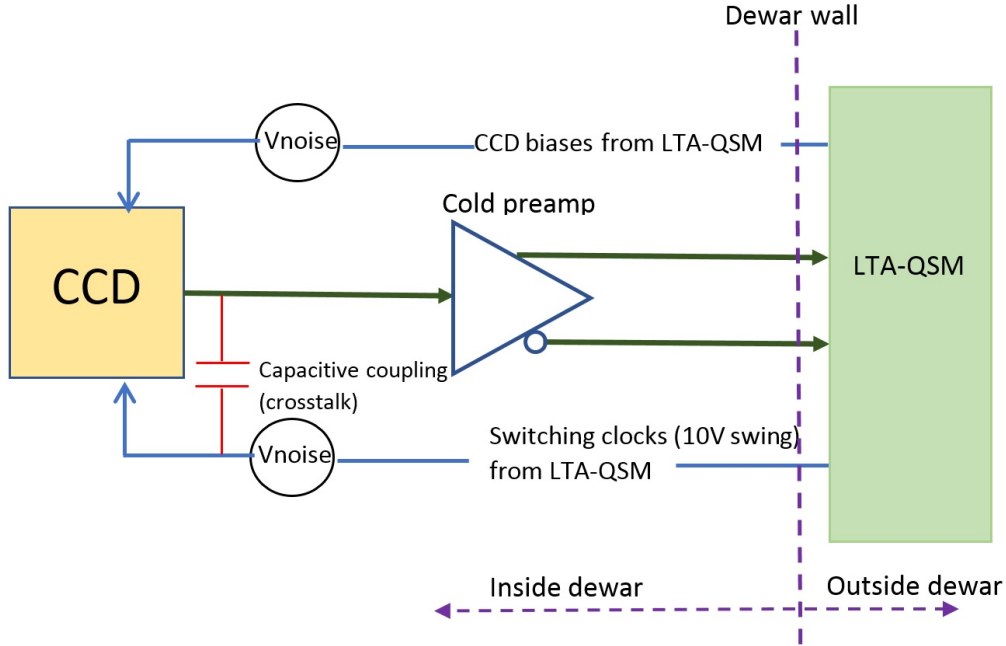 Dewar wall
Vnoise
CCD biases from LTA-QSM
Cold preamp
CCD
LTA-QSM
Capacitive coupling
(crosstalk)
Vnoise
Switching clocks (10V swing)
from LTA-QSM
Inside dewar
Outside dewar